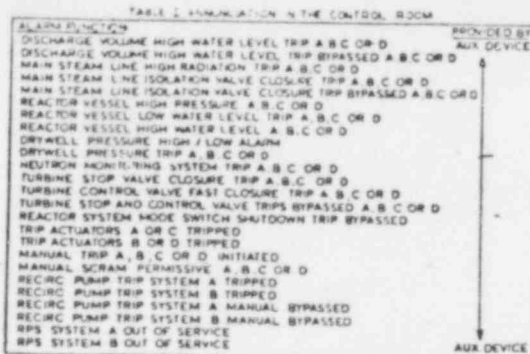 TABLE I ANNUNCIATION IN THE CONTROL ROOM
ALARM FUNCTION
PROVIDED BY
DISCHARGE VOLUME HIGH WATER LEVEL TRIP A B C OR D
AUX DEVICE
DISCHARGE VOLUME HIGH WATER LEVEL TRIP BYPASSED A B C OR D
MAIN STEAM LINE HIGH RADIATION TRIP A B C OR D
MAIN STEAM LINE ISOLATION VALVE CLOSURE TRIP A, B, C OR D
MAIN STEAM LINE ISOLATION VALVE CLOSURE TRIP BYPASSED A, B, C OR D
REACTOR VESSEL HIGH PRESSURE A, B, C OR D
REACTOR VESSEL LOW WATER LEVEL TRIP A, B, C OR D
REACTOR VESSEL HIGH WATER LEVEL A, B, C OR D
DRYWELL PRESSURE HIGH / LOW ALARM
DRYWELL PRESSURE TRIP A, B, C OR D
NEUTRON MONITORING SYSTEM TRIP A, B, C OR D
TURBINE STOP VALVE CLOSURE TRIP A, B, C OR D
TURBINE CONTROL VALVE FAST CLOSURE TRIP A B C OR D
TURBINE STOP AND CONTROL VALVE TRIPS BYPASSED A B C OR D
REACTOR SYSTEM MODE SWITCH SHUTDOWN TRIP BYPASSED
TRIP ACTUATORS A OR C TRIPPED
TRIP ACTUATORS B OR D TRIPPED
MANUAL TRIP A, B, C OR D INITIATED
MANUAL SCRAM PERMISSIVE A, B, C OR D
RECIRC PUMP TRIP SYSTEM A TRIPPED
RECIRC PUMP TRIP SYSTEM B TRIPPED
RECIRC PUMP TRIP SYSTEM A MANUAL BYPASSED
RECIRC PUMP TRIP SYSTEM B MANUAL BYPASSED
RPS SYSTEM A OUT OF SERVICE
RPS SYSTEM B OUT OF SERVICE
AUX DEVICE